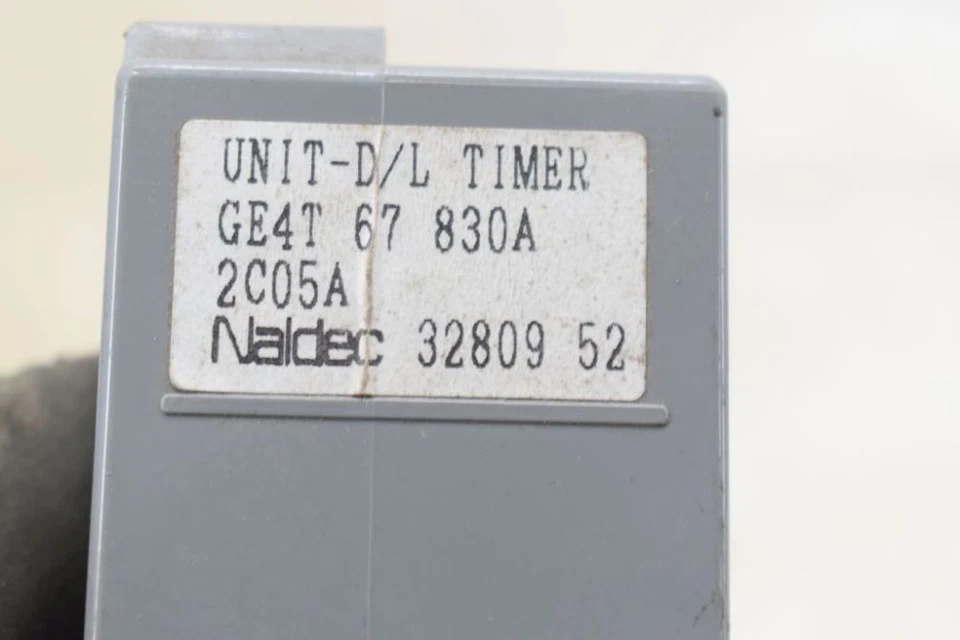 UNIT-D/L TIMER
GE4T 67 830A
2C05A
Naldec 32809 52